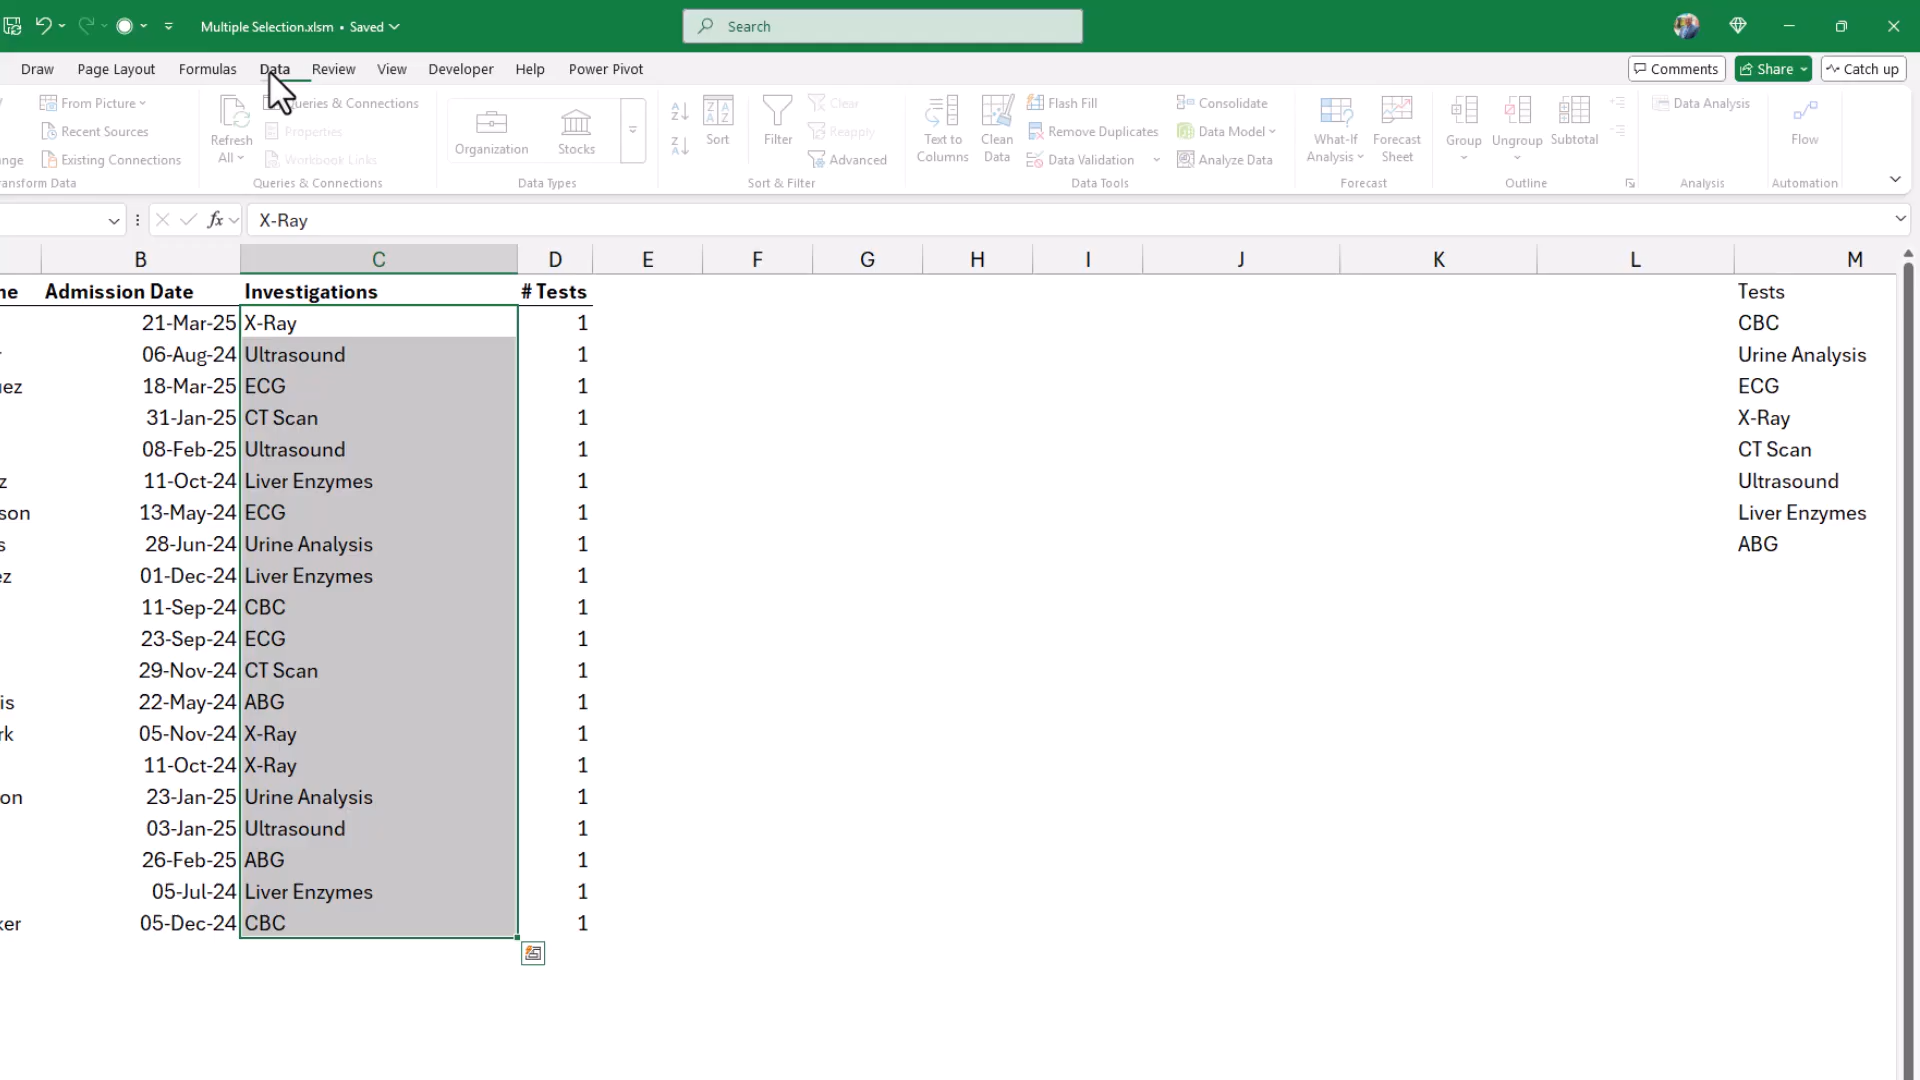 Multiple Selection.xlsm • Saved
Search
Draw Page Layout Formulas Data Review View Developer Help Power Pivot
Comments Share Catch up
From Picture
Recent Sources
Existing Connections
Refresh All
Queries & Connections
Properties
Workbook Links
Queries & Connections
Organization Stocks
Data Types
Sort
Filter
Clear
Reapply
Advanced
Sort & Filter
Text to Columns
Clean Data
Flash Fill
Remove Duplicates
Data Validation
Consolidate
Data Model
Analyze Data
Data Tools
What-If Analysis
Forecast Sheet
Forecast
Group Ungroup Subtotal
Outline
Data Analysis
Analysis
Flow
Automation
fx X-Ray
B C D E F G H I J K L M
Admission Date Investigations # Tests Tests
21-Mar-25 X-Ray 1 CBC
06-Aug-24 Ultrasound 1 Urine Analysis
18-Mar-25 ECG 1 ECG
31-Jan-25 CT Scan 1 X-Ray
08-Feb-25 Ultrasound 1 CT Scan
11-Oct-24 Liver Enzymes 1 Ultrasound
13-May-24 ECG 1 Liver Enzymes
28-Jun-24 Urine Analysis 1 ABG
01-Dec-24 Liver Enzymes 1
11-Sep-24 CBC 1
23-Sep-24 ECG 1
29-Nov-24 CT Scan 1
22-May-24 ABG 1
05-Nov-24 X-Ray 1
11-Oct-24 X-Ray 1
23-Jan-25 Urine Analysis 1
03-Jan-25 Ultrasound 1
26-Feb-25 ABG 1
05-Jul-24 Liver Enzymes 1
05-Dec-24 CBC 1